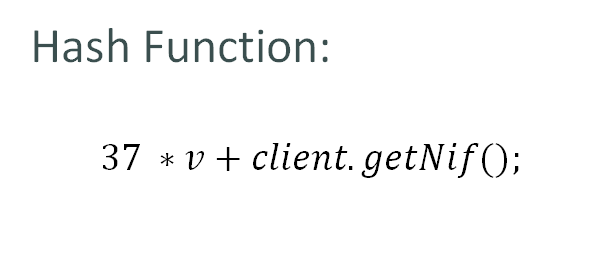 Hash Function:
37 * v + client. getNif();